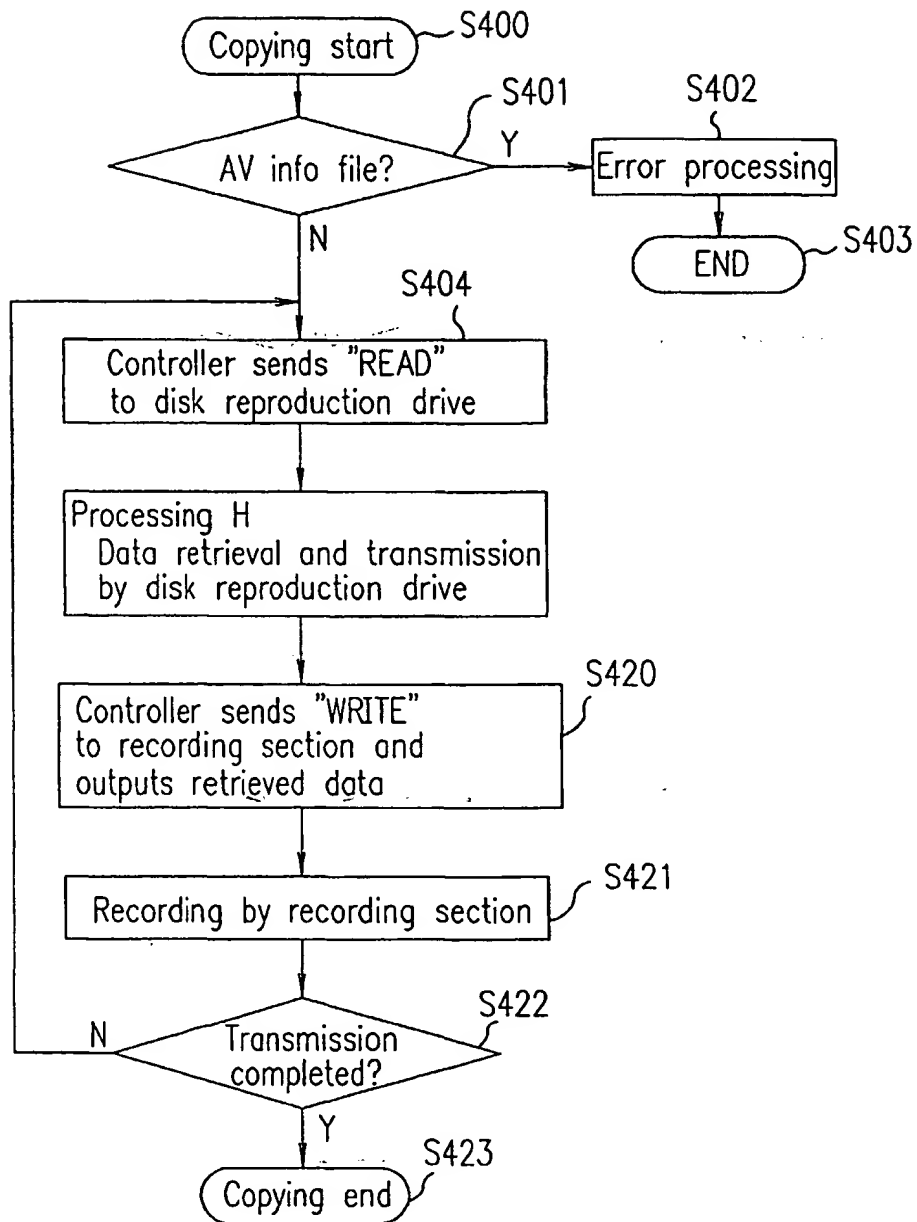 Copying start
S400
S401
AV info file?
Y
S402
Error processing
N
END
S403
S404
Controller sends "READ"
to disk reproduction drive
Processing H
Data retrieval and transmission
by disk reproduction drive
S420
Controller sends "WRITE"
to recording section and
outputs retrieved data
S421
Recording by recording section
S422
N
Transmission
completed?
Y
S423
Copying end